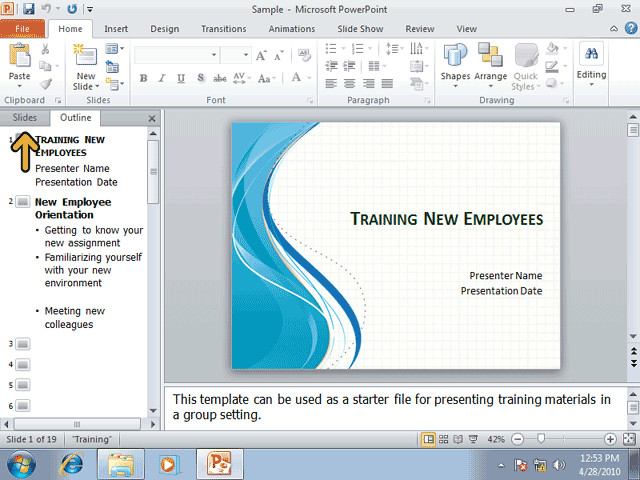 Sample - Microsoft PowerPoint
File Home Insert Design Transitions Animations Slide Show Review View
Paste
New Slide
B I U S abc AV Aa A
A A
Shapes Arrange Quick Styles
Editing
Clipboard Slides Font Paragraph Drawing
Slides Outline
1 TRAINING NEW
EMPLOYEES
Presenter Name
Presentation Date
2 New Employee
Orientation
• Getting to know your
new assignment
• Familiarizing yourself
with your new
environment
• Meeting new
colleagues
3
4
5
6
TRAINING NEW EMPLOYEES
Presenter Name
Presentation Date
This template can be used as a starter file for presenting training materials in
a group setting.
Slide 1 of 19 "Training" 42%
12:53 PM
4/28/2010